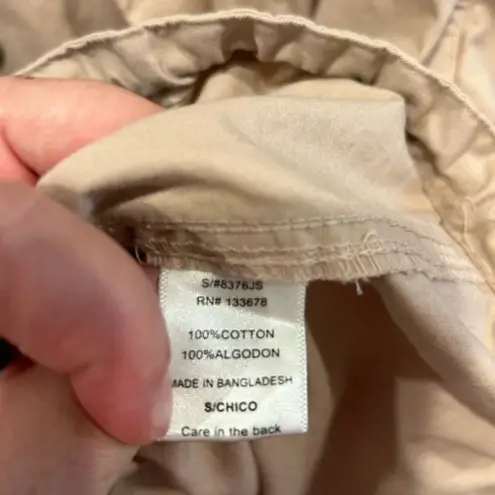 S/#8376JS
RN# 133678
100%COTTON
100%ALGODON
MADE IN BANGLADESH
S/CHICO
Care in the back